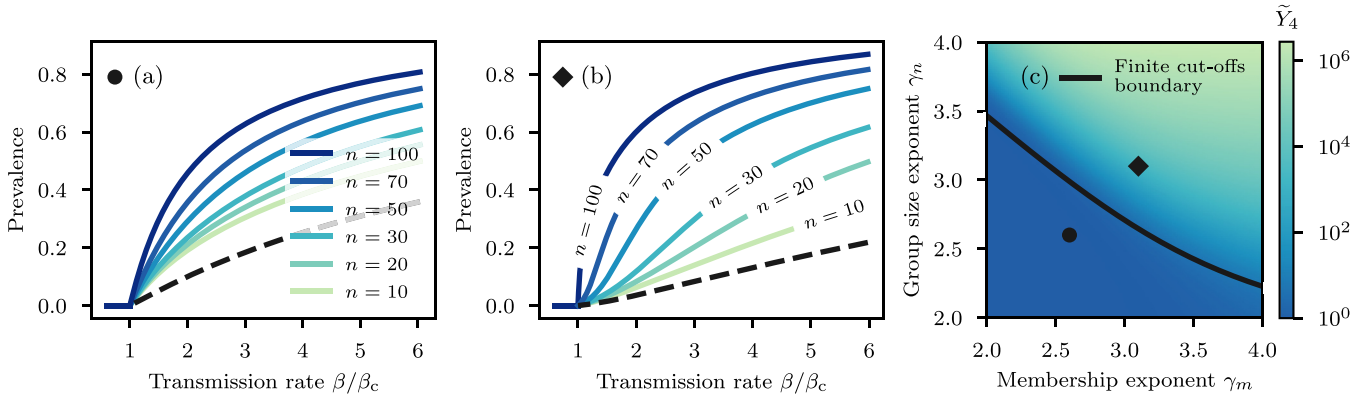 (a)
Prevalence
0.8
0.6
0.4
0.2
0.0
n = 100
n = 70
n = 50
n = 30
n = 20
n = 10
1 2 3 4 5 6
Transmission rate β/βc
(b)
Prevalence
0.8
0.6
0.4
0.2
0.0
n = 100
n = 70
n = 50
n = 30
n = 20
n = 10
1 2 3 4 5 6
Transmission rate β/βc
(c)
Finite cut-offs
boundary
Group size exponent γn
4.0
3.5
3.0
2.5
2.0
2.0 2.5 3.0 3.5 4.0
Membership exponent γm
Ỹ4
10^6
10^4
10^2
10^0